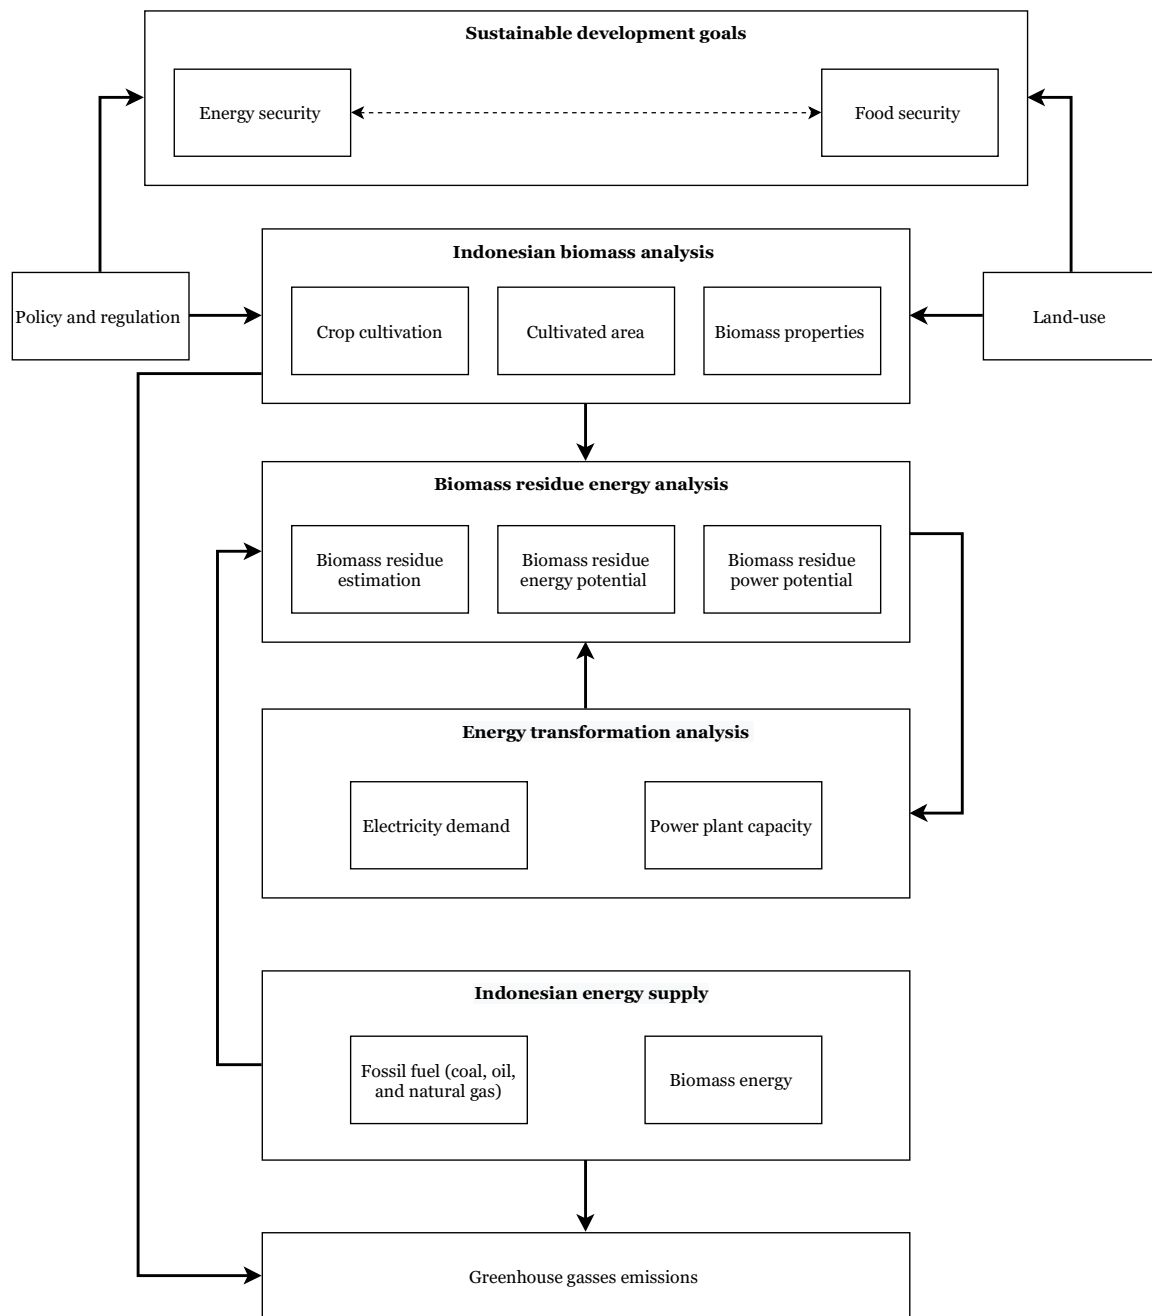 Sustainable development goals
Energy security
Food security
Indonesian biomass analysis
Policy and regulation
Crop cultivation
Cultivated area
Biomass properties
Land-use
Biomass residue energy analysis
Biomass residue
estimation
Biomass residue
energy potential
Biomass residue
power potential
Energy transformation analysis
Electricity demand
Power plant capacity
Indonesian energy supply
Fossil fuel (coal, oil,
and natural gas)
Biomass energy
Greenhouse gasses emissions